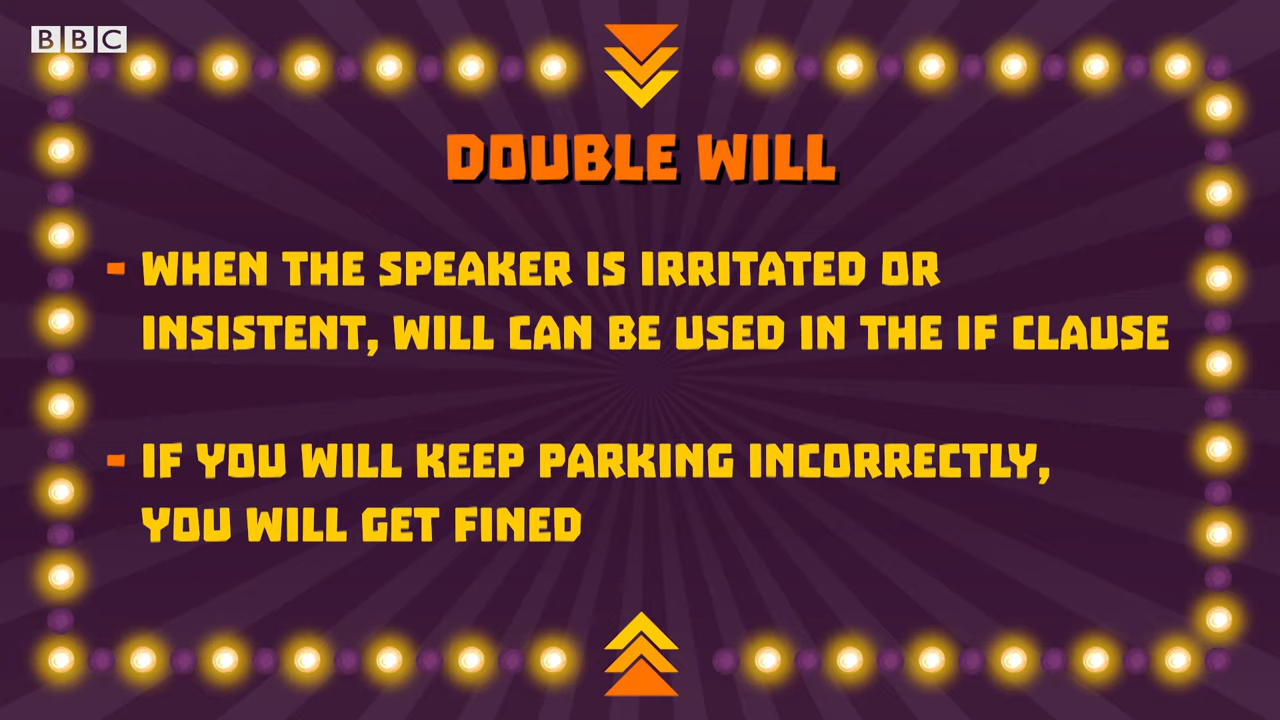 BBC
DOUBLE WILL
- WHEN THE SPEAKER IS IRRITATED OR
INSISTENT, WILL CAN BE USED IN THE IF CLAUSE
- IF YOU WILL KEEP PARKING INCORRECTLY,
YOU WILL GET FINED